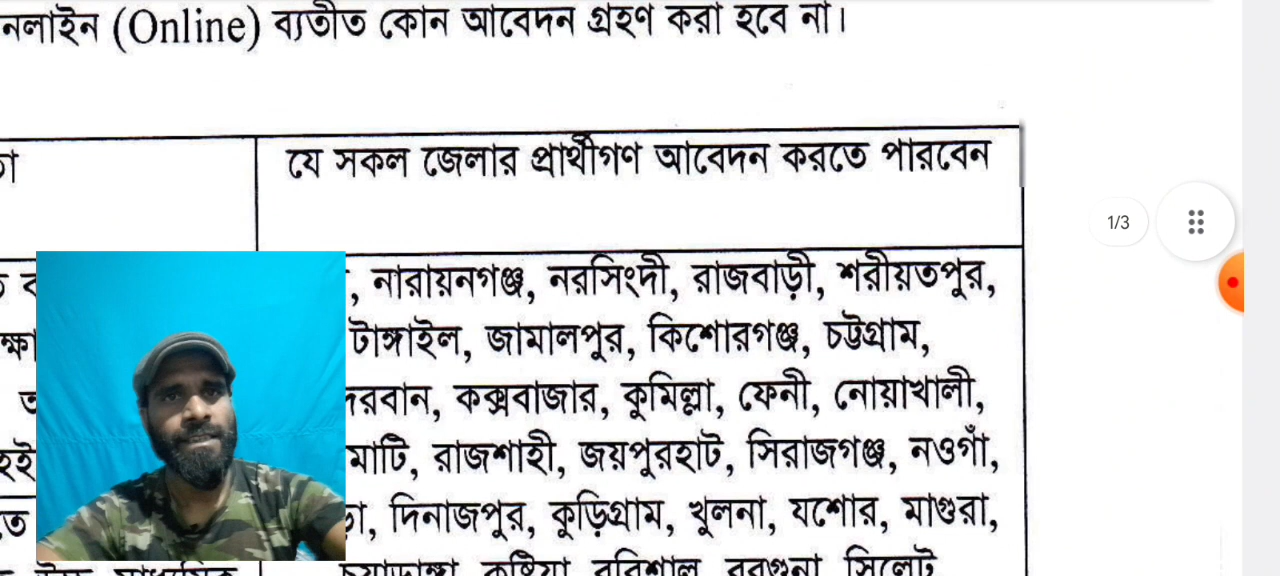 নলাইন (Online) ব্যতীত কোন আবেদন গ্রহণ করা হবে না।
যে সকল জেলার প্রার্থীগণ আবেদন করতে পারবেন
1/3
, নারায়নগঞ্জ, নরসিংদী, রাজবাড়ী, শরীয়তপুর,
টাঙ্গাইল, জামালপুর, কিশোরগঞ্জ, চট্টগ্রাম,
দরবান, কক্সবাজার, কুমিল্লা, ফেনী, নোয়াখালী,
মাটি, রাজশাহী, জয়পুরহাট, সিরাজগঞ্জ, নওগাঁ,
দিনাজপুর, কুড়িগ্রাম, খুলনা, যশোর, মাগুরা,
চুয়াডাঙ্গা কুষ্টিয়া বরিশাল বরগুনা সিলেট